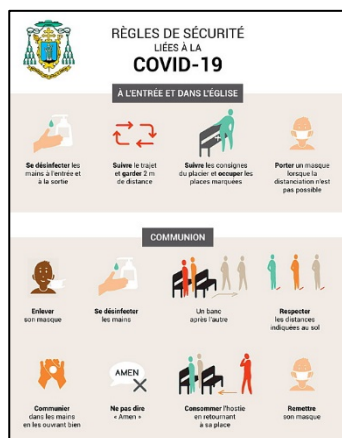 RÈGLES DE SÉCURITÉ
LIÉES À LA
COVID-19
À L'ENTRÉE ET DANS L'ÉGLISE
Se désinfecter les
mains à l'entrée et
à la sortie
Suivre le trajet
et garder 2 m
de distance
Suivre les consignes
du placier et occuper les
places marquées
Porter un masque
lorsque la
distanciation n'est
pas possible
COMMUNION
Enlever
son masque
Se désinfecter
les mains
Un banc
après l'autre
Respecter
les distances
indiquées au sol
Communier
dans les mains
en les ouvrant bien
AMEN
Ne pas dire
« Amen »
Consommer l'hostie
en retournant
à sa place
Remettre
son masque